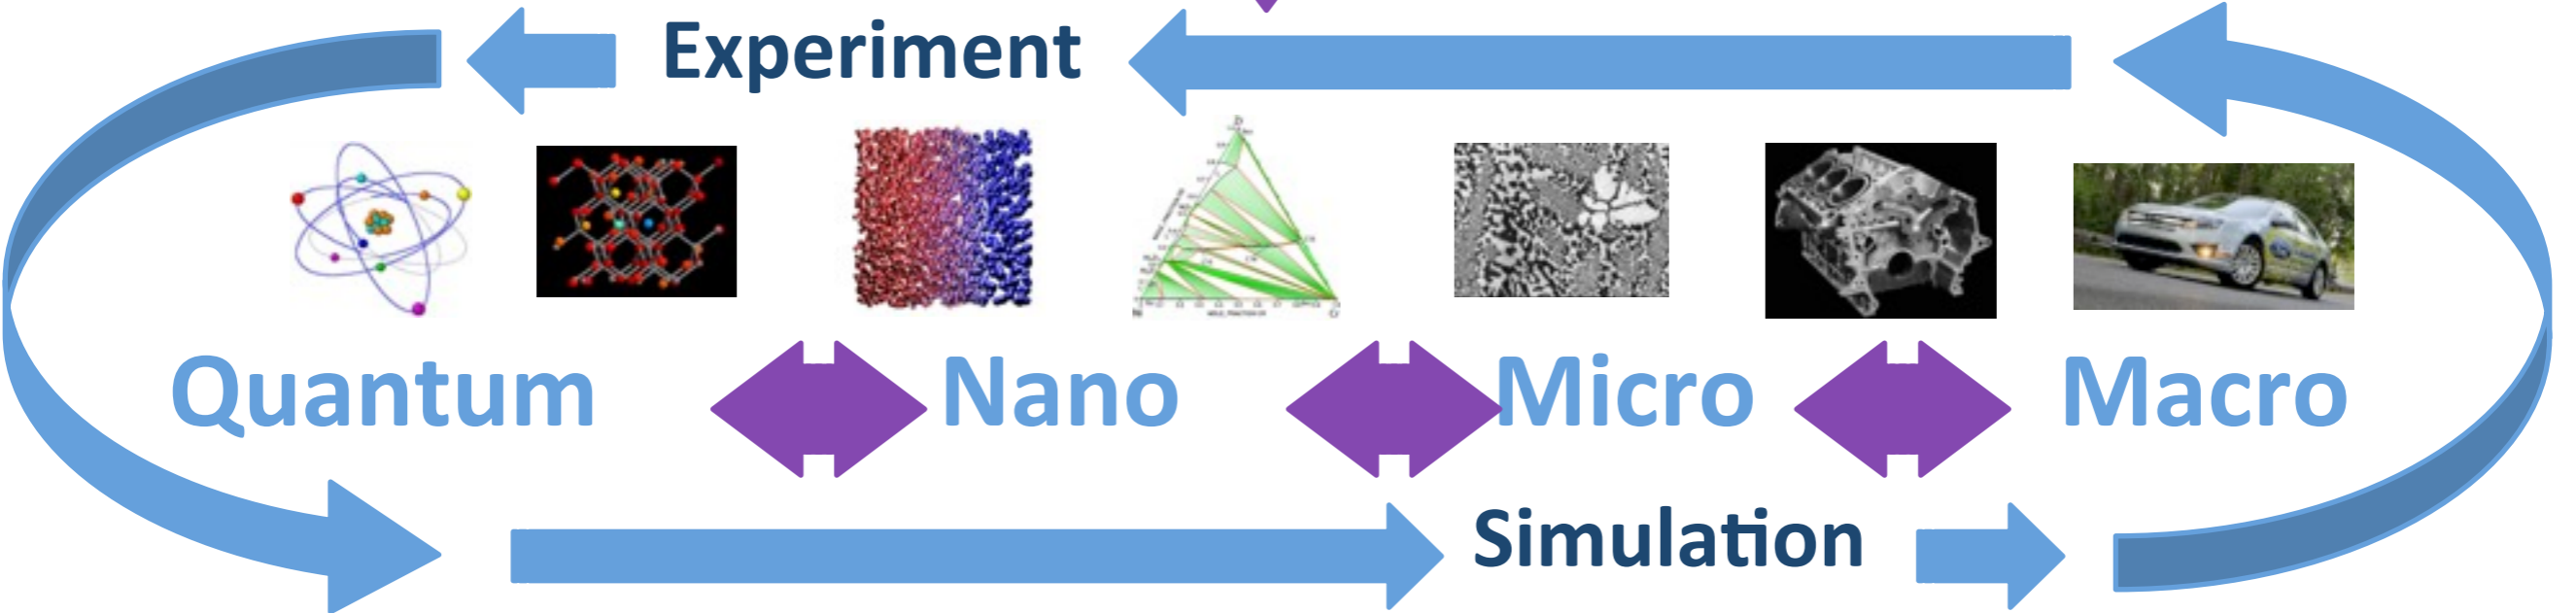 Experiment
Quantum
Nano
Micro
Macro
Simulation